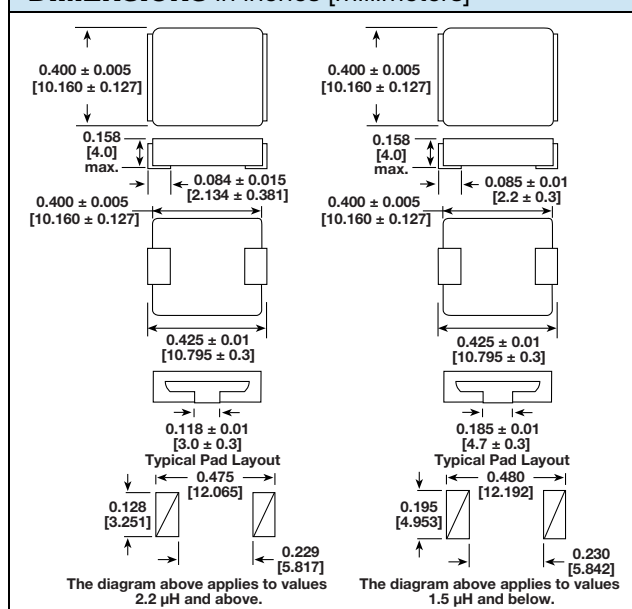 Dimensions in inches [millimeters]
0.400 ± 0.005
[10.160 ± 0.127]
0.158
[4.0]
max.
0.084 ± 0.015
[2.134 ± 0.381]
0.400 ± 0.005
[10.160 ± 0.127]
0.425 ± 0.01
[10.795 ± 0.3]
0.118 ± 0.01
[3.0 ± 0.3]
Typical Pad Layout
0.475
[12.065]
0.128
[3.251]
0.229
[5.817]
The diagram above applies to values
2.2 µH and above.
0.400 ± 0.005
[10.160 ± 0.127]
0.158
[4.0]
max.
0.085 ± 0.01
[2.2 ± 0.3]
0.400 ± 0.005
[10.160 ± 0.127]
0.425 ± 0.01
[10.795 ± 0.3]
0.185 ± 0.01
[4.7 ± 0.3]
Typical Pad Layout
0.480
[12.192]
0.195
[4.953]
0.230
[5.842]
The diagram above applies to values
1.5 µH and below.